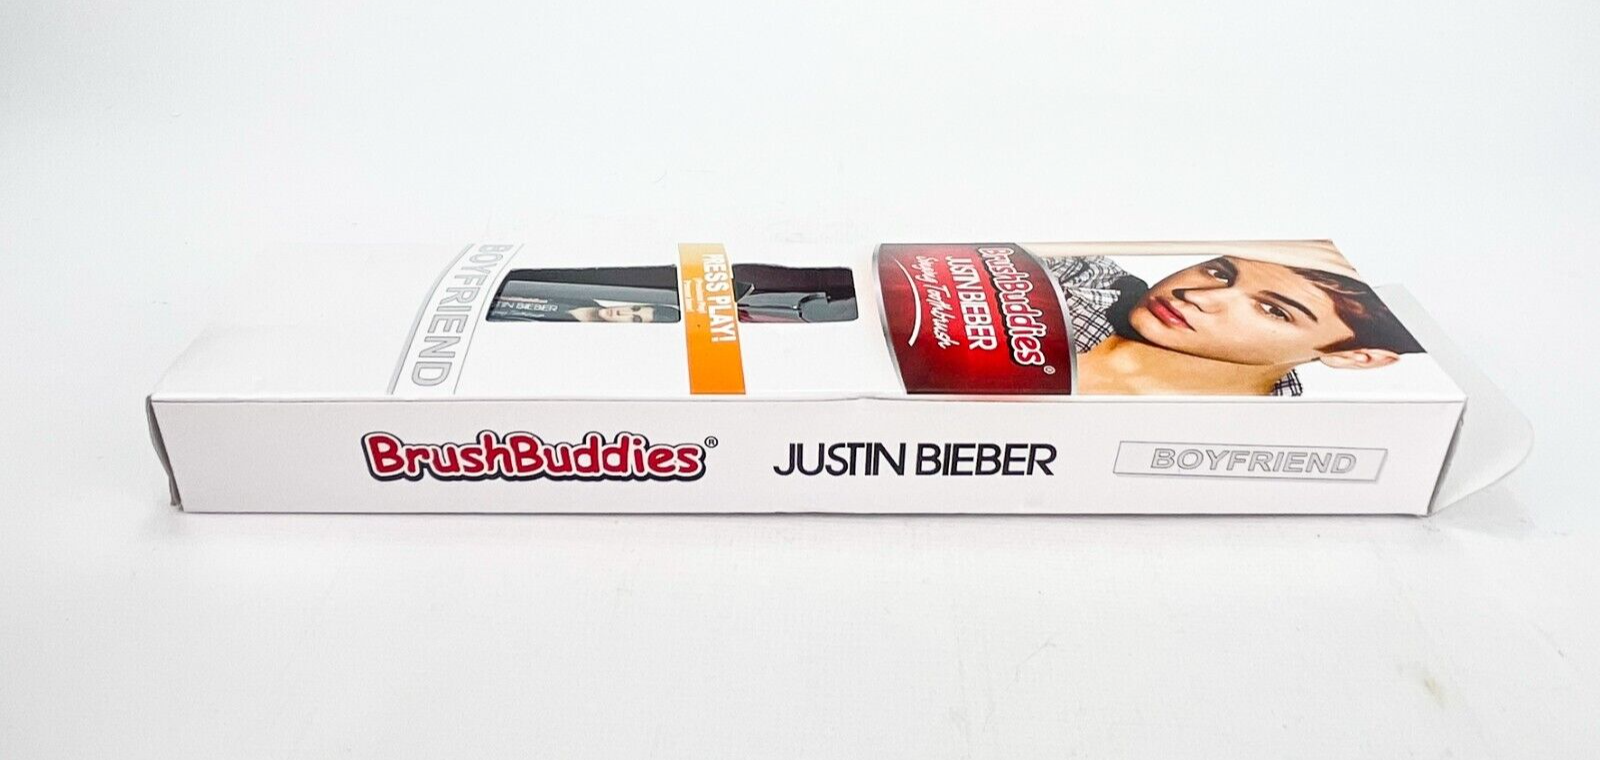 BOYFRIEND
JUSTIN BIEBER
PRESS PLAY!
BrushBuddies®
JUSTIN BIEBER
Singing Toothbrush
BrushBuddies® JUSTIN BIEBER BOYFRIEND